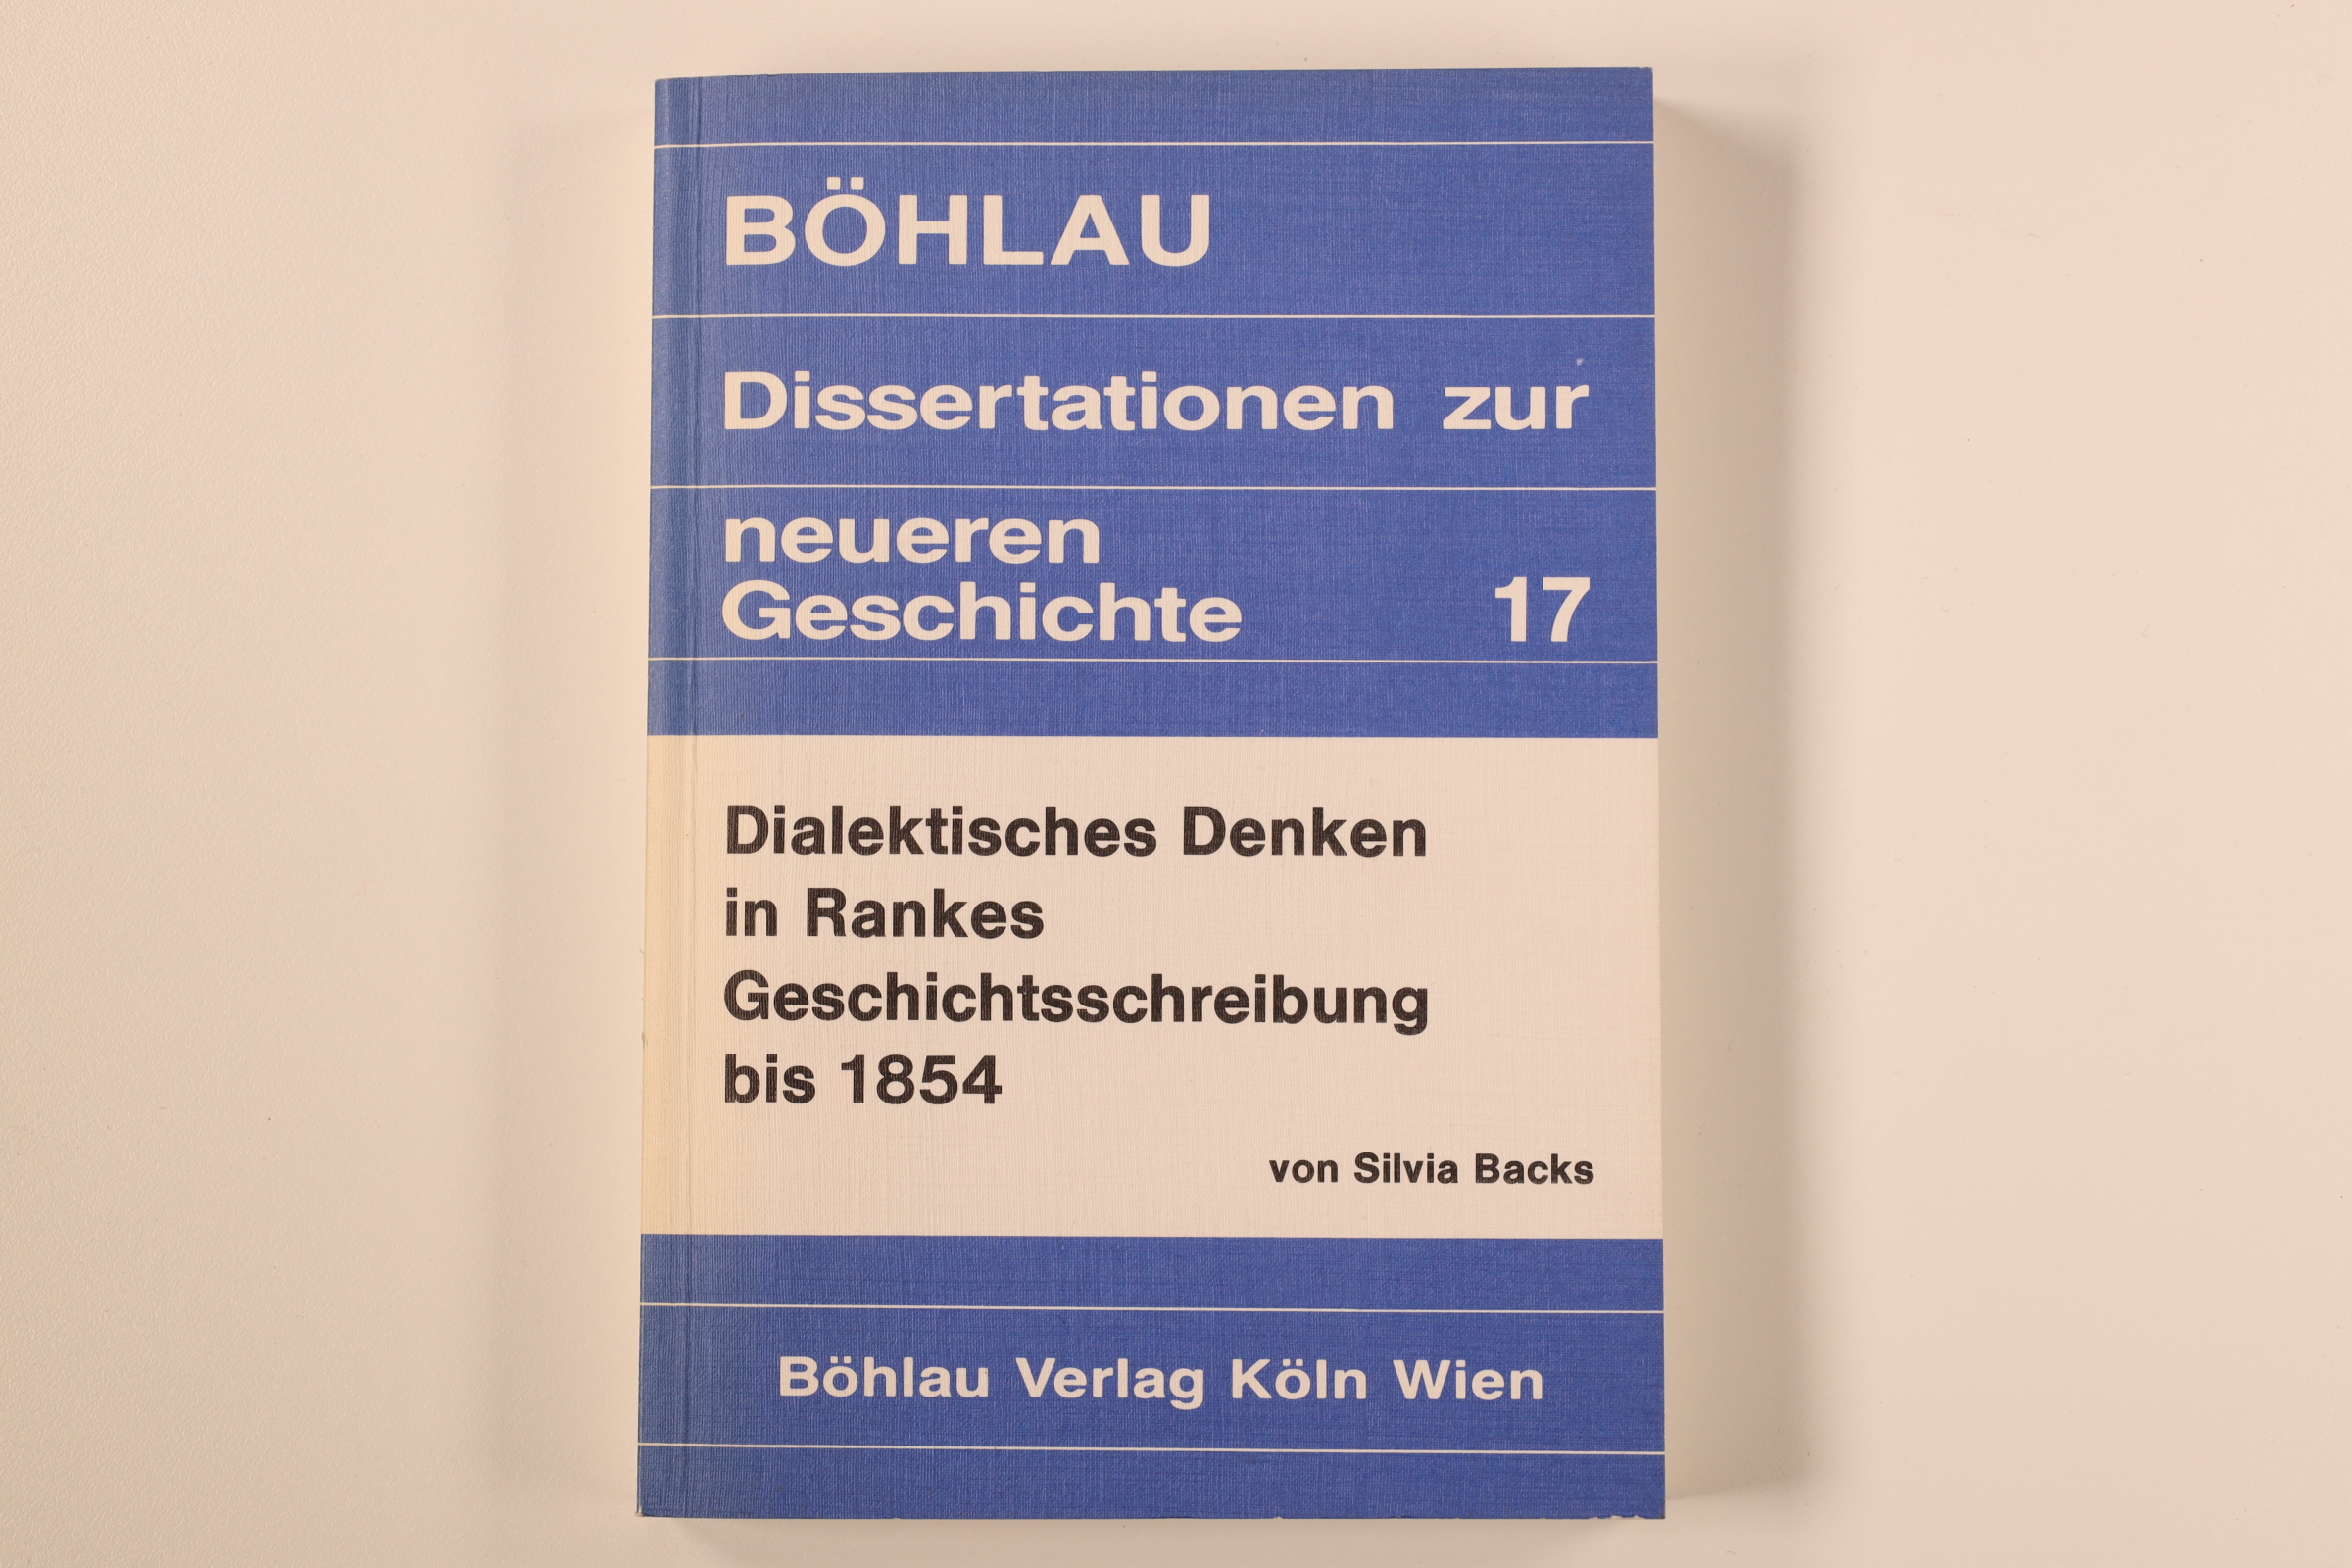 BÖHLAU
Dissertationen zur
neueren
Geschichte 17
Dialektisches Denken
in Rankes
Geschichtsschreibung
bis 1854
von Silvia Backs
Böhlau Verlag Köln Wien